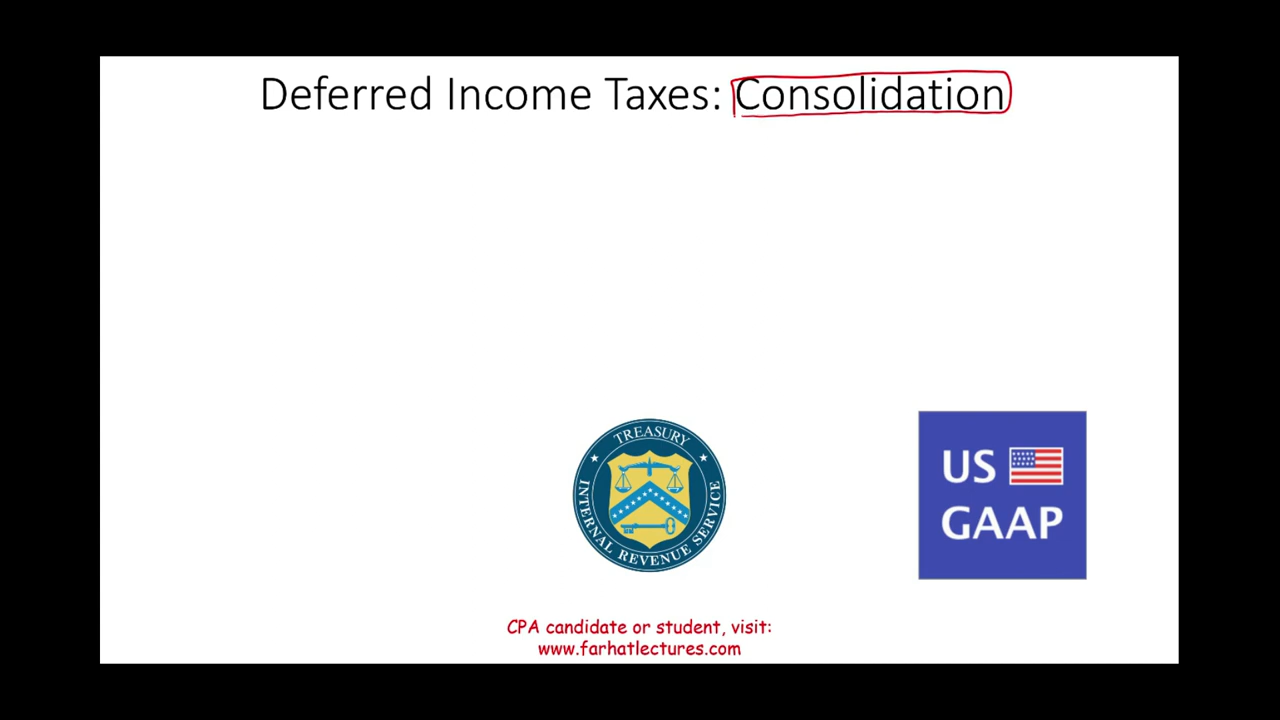 Deferred Income Taxes: Consolidation
TREASURY
INTERNAL REVENUE SERVICE
US
GAAP
CPA candidate or student, visit:
www.farhatlectures.com